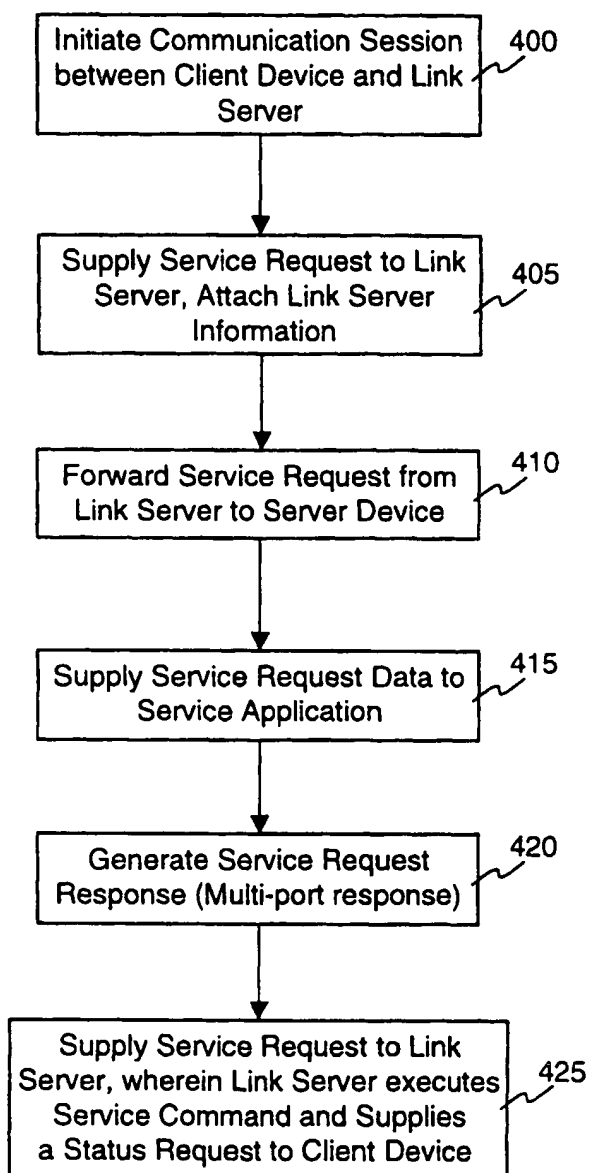 Initiate Communication Session
between Client Device and Link
Server
400
Supply Service Request to Link
Server, Attach Link Server
Information
405
Forward Service Request from
Link Server to Server Device
410
Supply Service Request Data to
Service Application
415
Generate Service Request
Response (Multi-port response)
420
Supply Service Request to Link
Server, wherein Link Server executes
Service Command and Supplies
a Status Request to Client Device
425